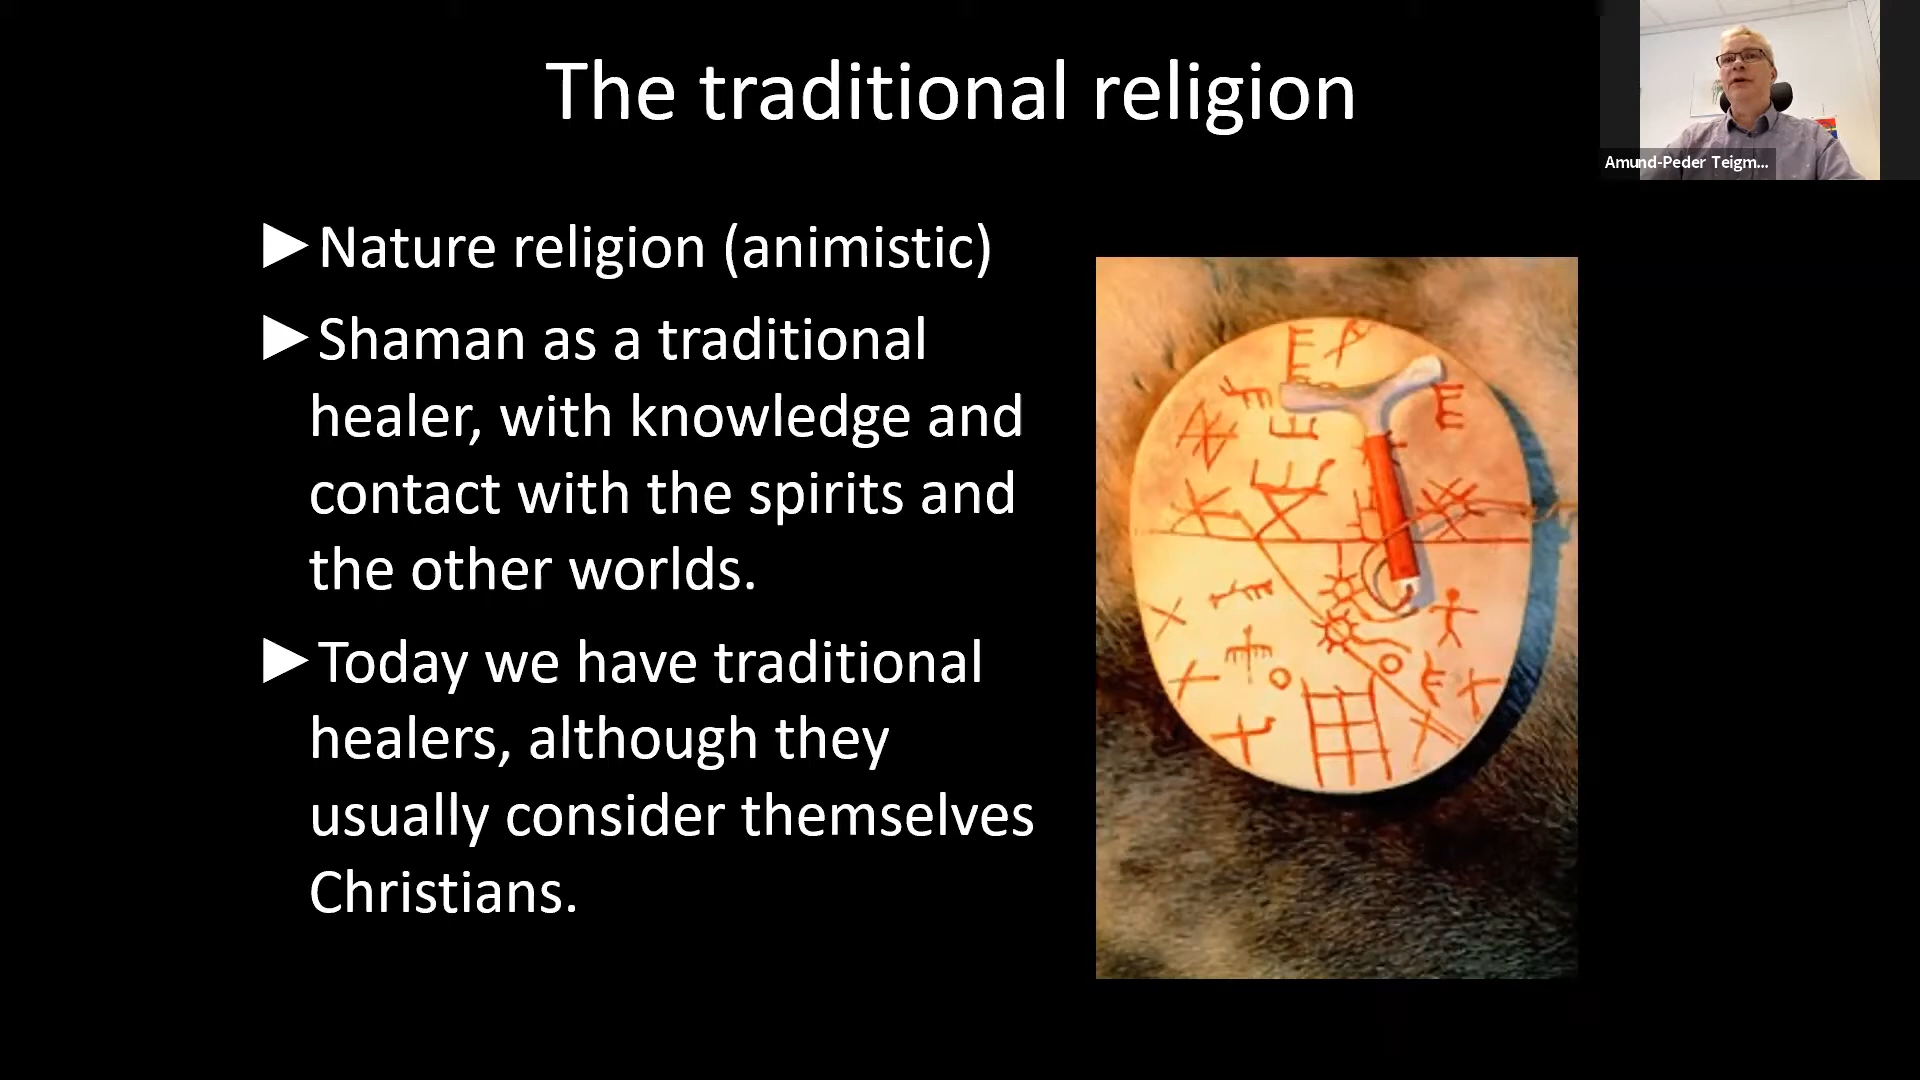 The traditional religion
Amund-Peder Teigm...
►Nature religion (animistic)
►Shaman as a traditional
healer, with knowledge and
contact with the spirits and
the other worlds.
►Today we have traditional
healers, although they
usually consider themselves
Christians.